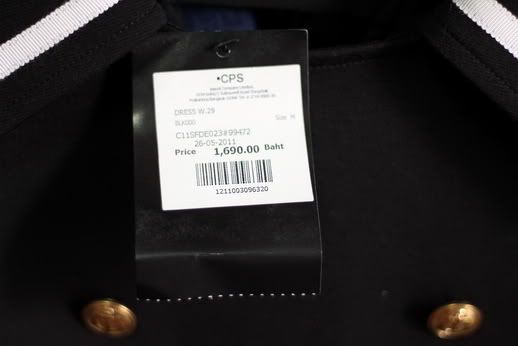 •CPS
DRESS W.29
BLK000 Size M
C11SFDE023#99472
26-05-2011
Price 1,690.00 Baht
1211003096320